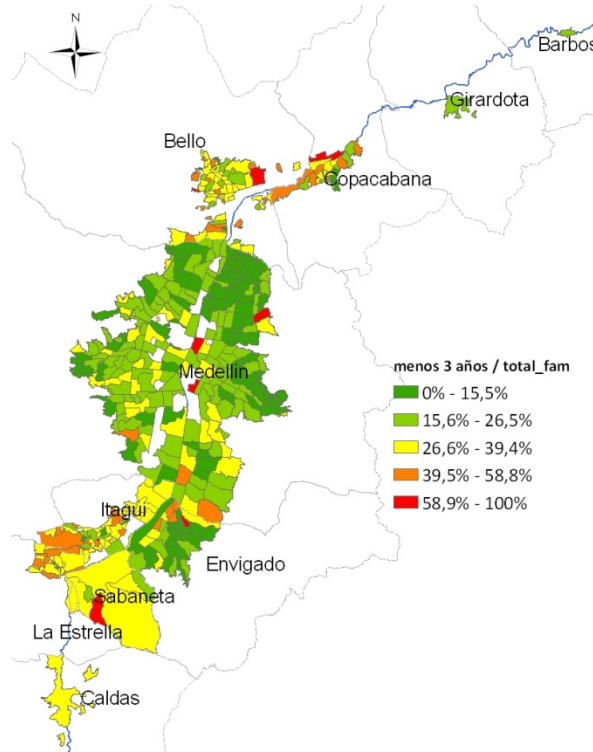 N
Barbos
Girardota
Bello
Copacabana
menos 3 años / total_fam
Medellin
0% - 15,5%
15,6% - 26,5%
26,6% - 39,4%
39,5% - 58,8%
58,9% - 100%
Itagui
Envigado
Sabaneta
La Estrella
Caldas